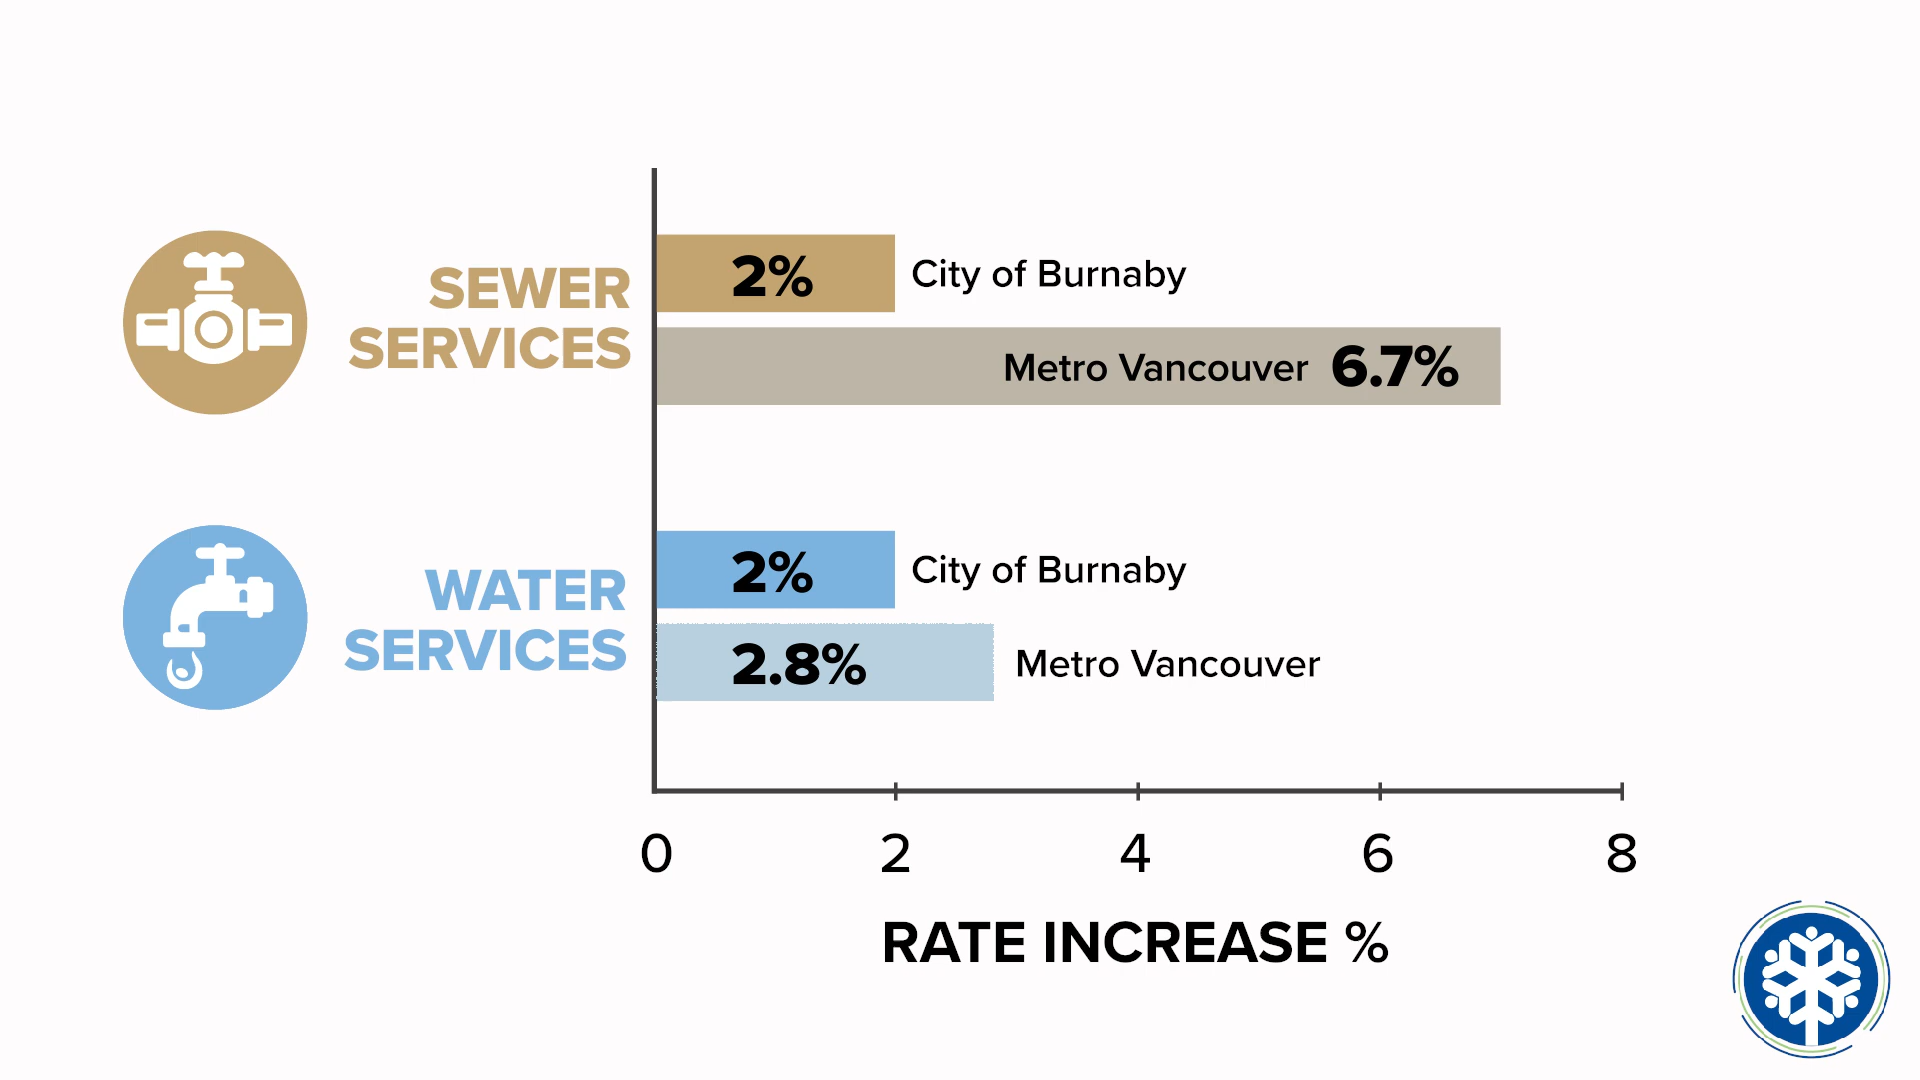 SEWER
SERVICES
2% City of Burnaby
Metro Vancouver 6.7%
WATER
SERVICES
2% City of Burnaby
2.8% Metro Vancouver
0 2 4 6 8
RATE INCREASE %